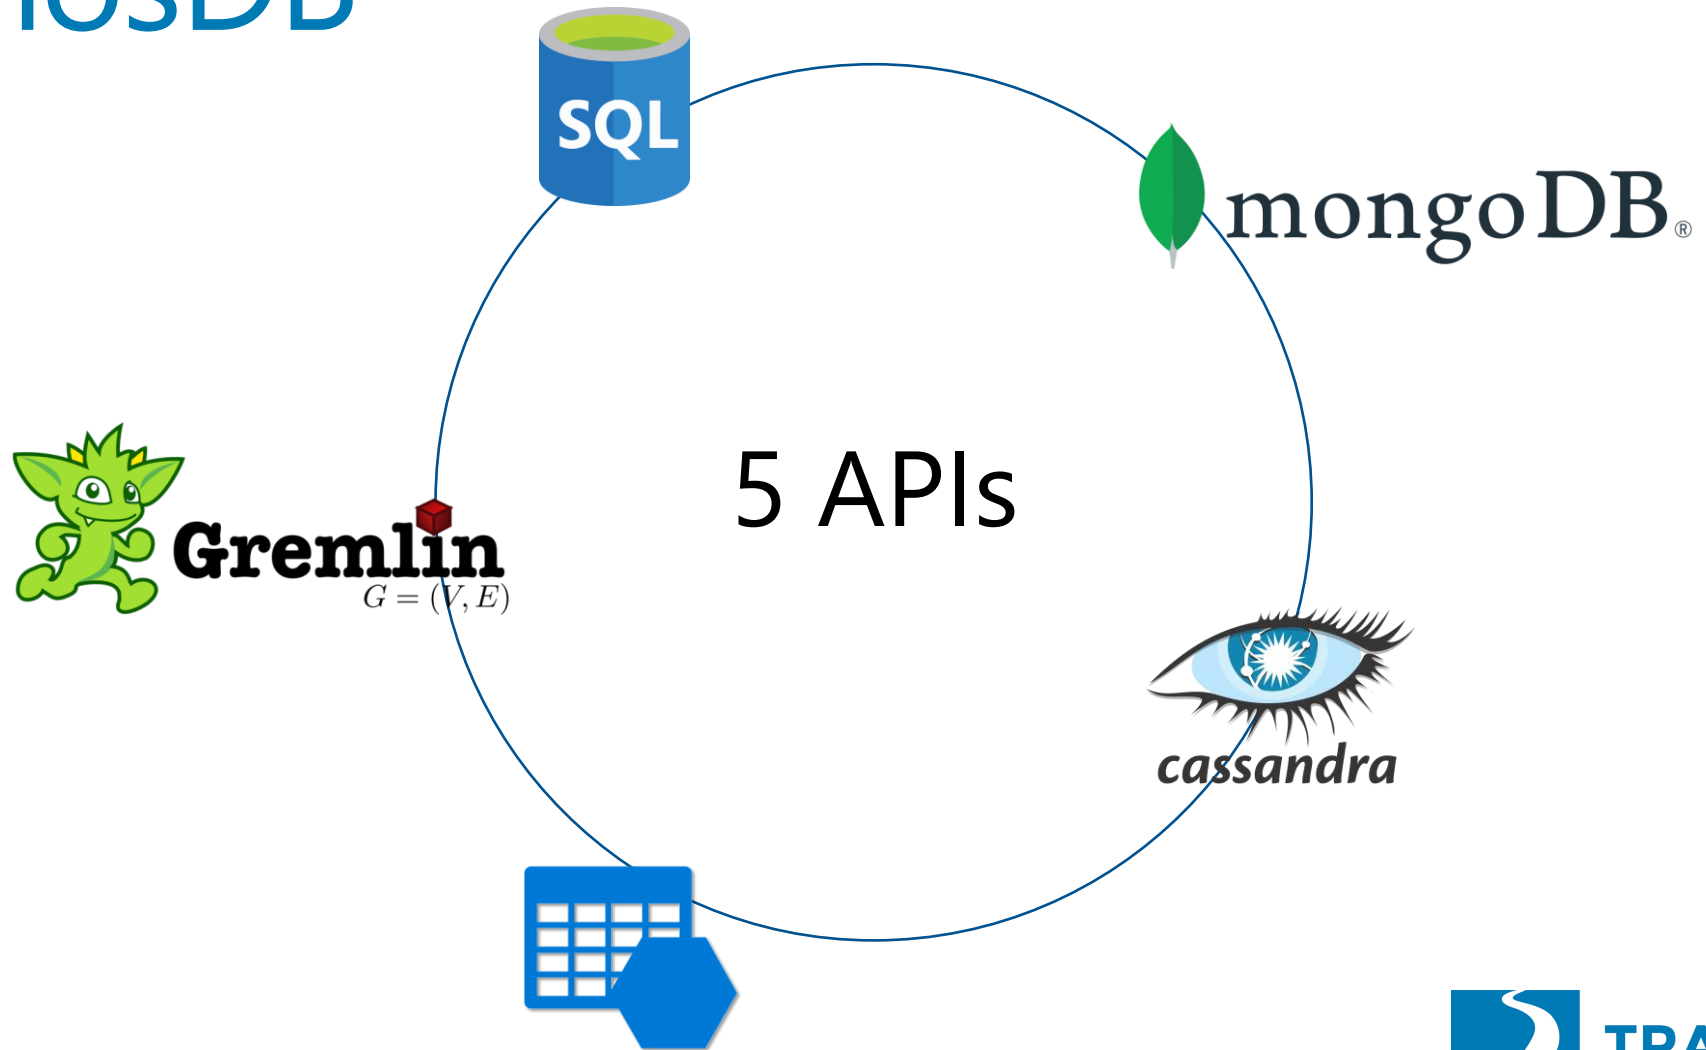 SQL
mongoDB®
5 APIs
Gremlin
G = (V, E)
cassandra